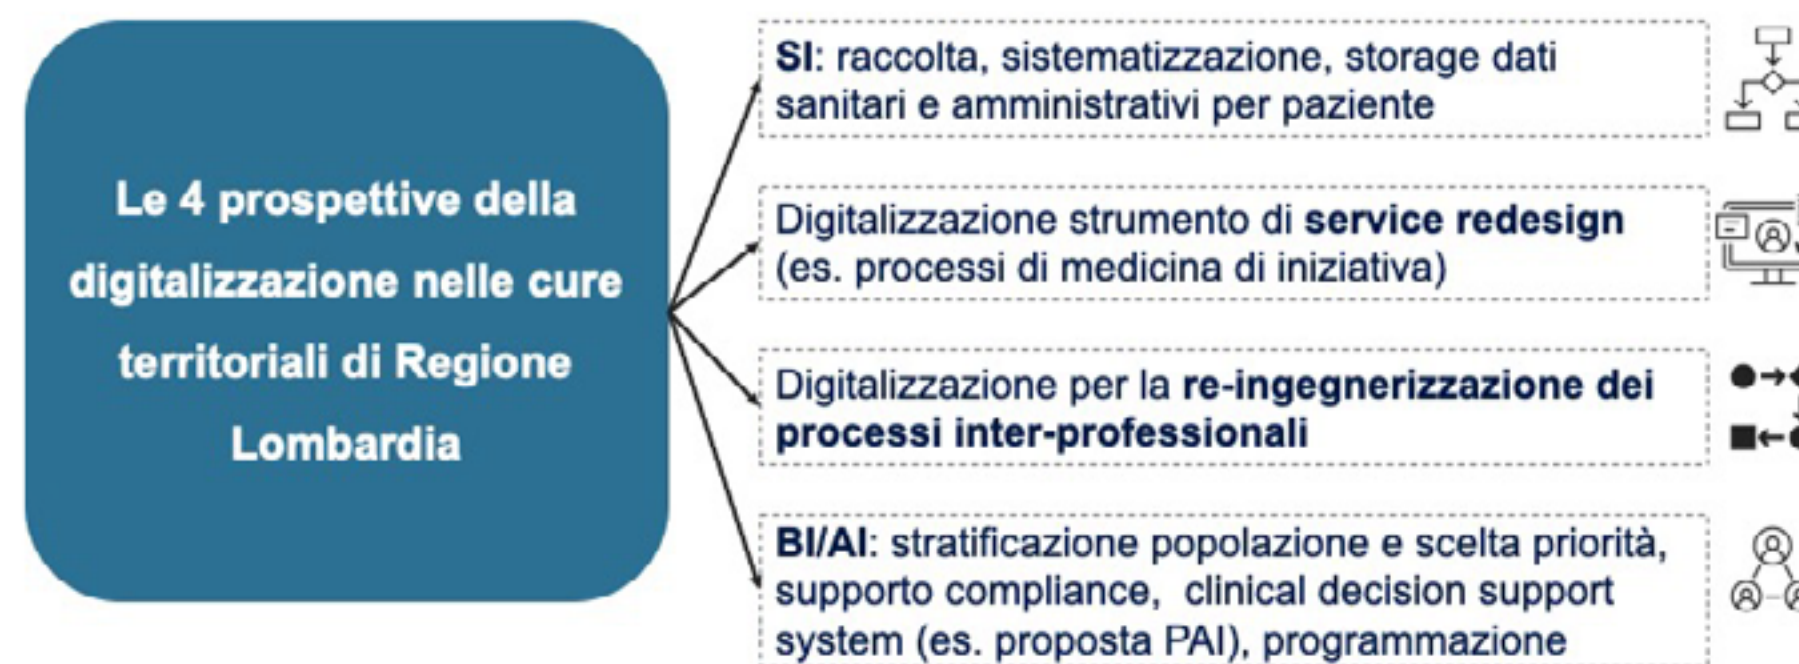 Le 4 prospettive della
digitalizzazione nelle cure
territoriali di Regione
Lombardia
SI: raccolta, sistematizzazione, storage dati
sanitari e amministrativi per paziente
Digitalizzazione strumento di service redesign
(es. processi di medicina di iniziativa)
Digitalizzazione per la re-ingegnerizzazione dei
processi inter-professionali
BI/AI: stratificazione popolazione e scelta priorità,
supporto compliance, clinical decision support
system (es. proposta PAI), programmazione